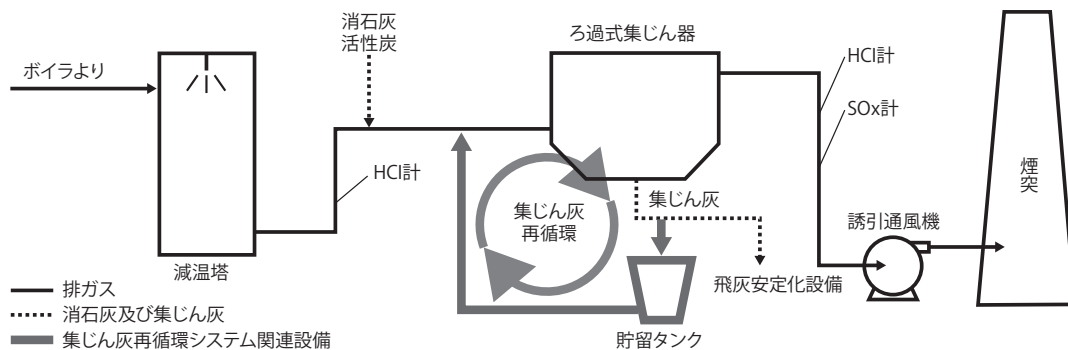 消石灰
活性炭
ろ過式集じん器
ボイラより
HCl計
SOx計
HCl計
煙突
集じん灰
集じん灰
再循環
誘引通風機
減温塔
飛灰安定化設備
排ガス
消石灰及び集じん灰
集じん灰再循環システム関連設備
貯留タンク